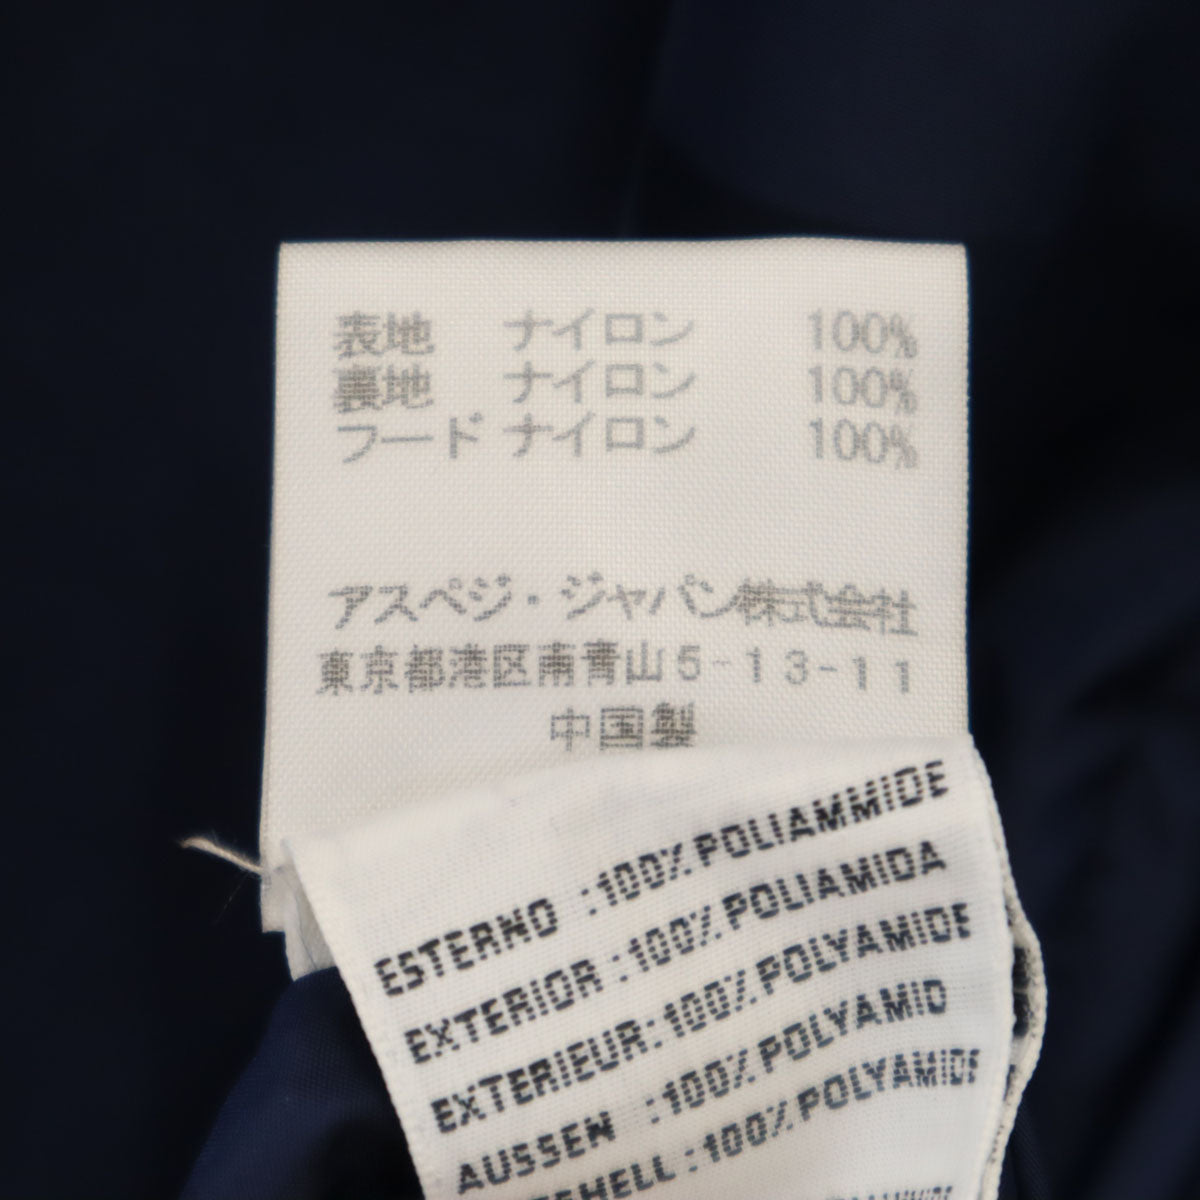 表地 ナイロン 100%
裏地 ナイロン 100%
フード ナイロン 100%
アスペジ・ジャパン株式会社
東京都港区南青山5-13-11
中国製
ESTERNO :100% POLIAMMIDE
EXTERIOR :100% POLIAMIDA
EXTERIEUR:100% POLYAMIDE
AUSSEN :100% POLYAMID
SHELL :100% POLYAMIDE